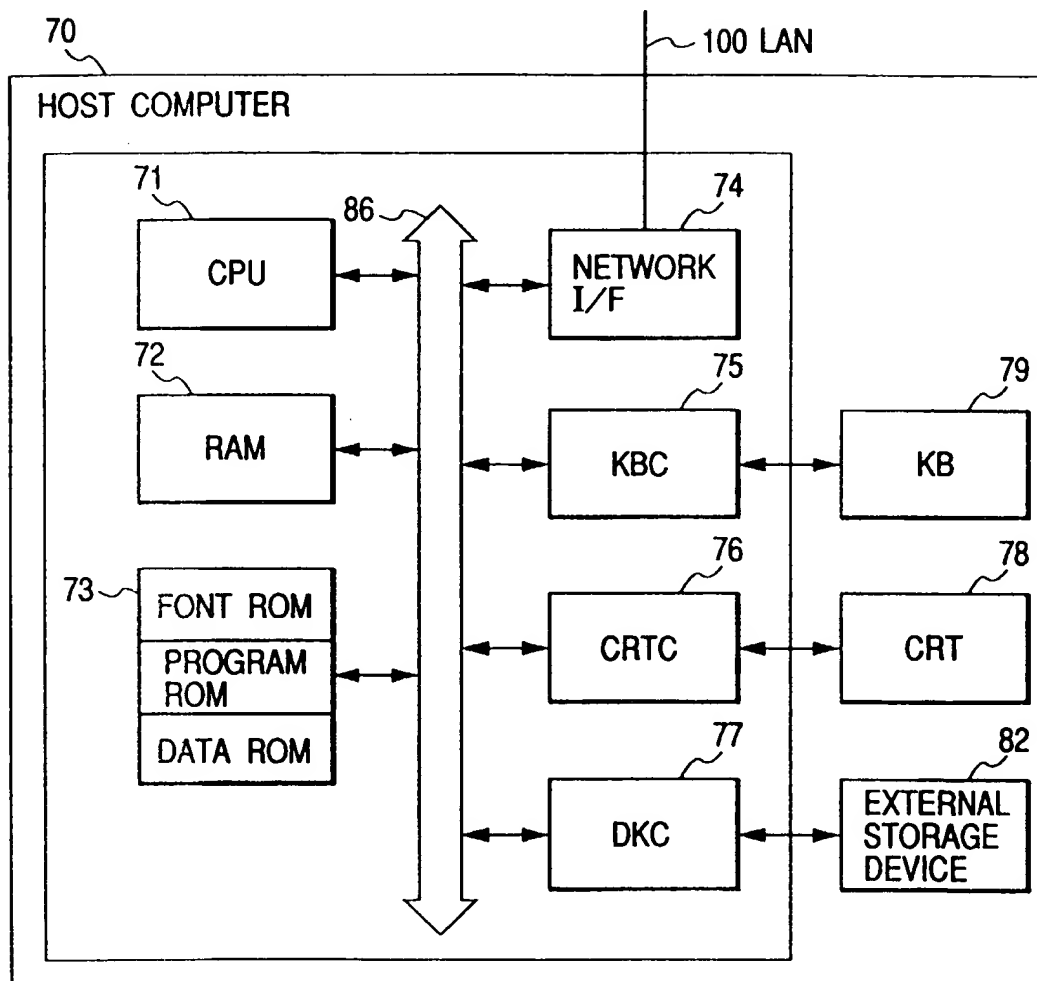 70
100 LAN
HOST COMPUTER
71
CPU
86
74
NETWORK
I/F
72
RAM
75
KBC
79
KB
73
FONT ROM
PROGRAM
ROM
DATA ROM
76
CRTC
78
CRT
77
DKC
82
EXTERNAL
STORAGE
DEVICE